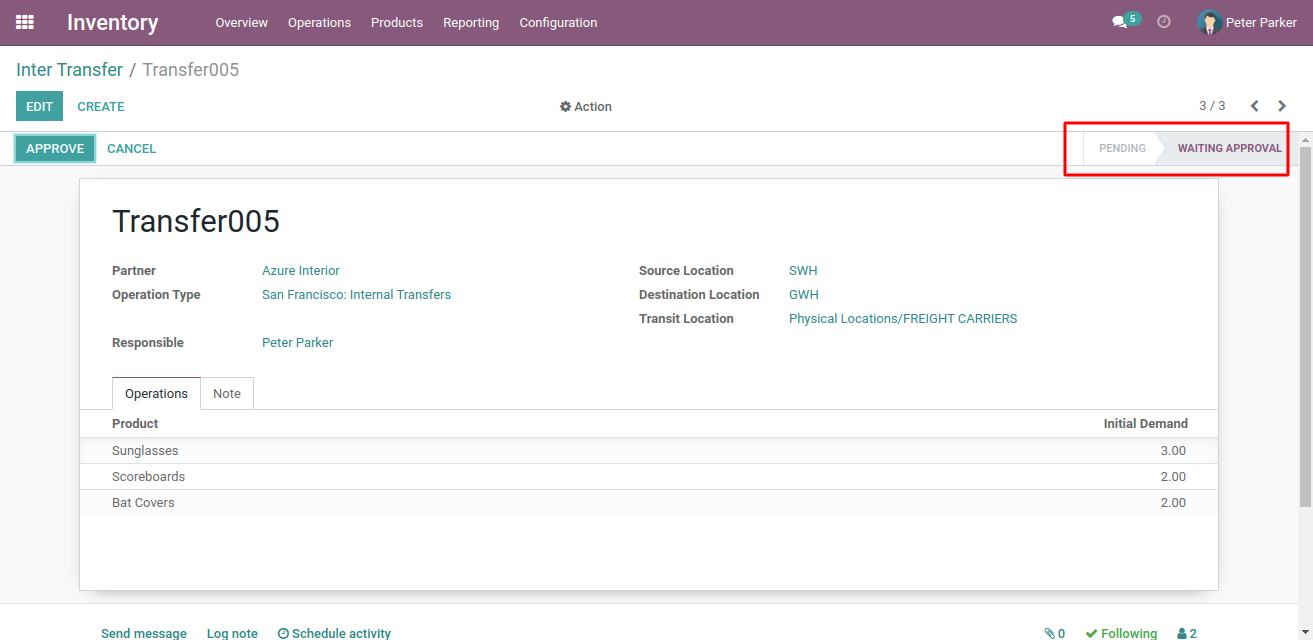 Inventory Overview Operations Products Reporting Configuration 5 Peter Parker
Inter Transfer / Transfer005
EDIT CREATE Action 3 / 3
APPROVE CANCEL PENDING WAITING APPROVAL
Transfer005
Partner Azure Interior Source Location SWH
Operation Type San Francisco: Internal Transfers Destination Location GWH
Transit Location Physical Locations/FREIGHT CARRIERS
Responsible Peter Parker
Operations Note
Product Initial Demand
Sunglasses 3.00
Scoreboards 2.00
Bat Covers 2.00
Send message Log note Schedule activity 0 Following 2